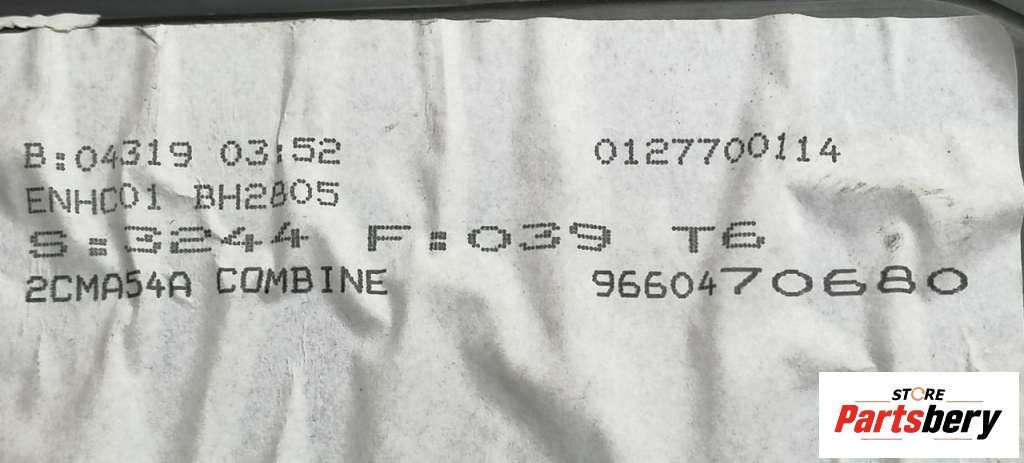 B:04319 03:52 0127700114
ENHC01 BH2805
S:3244 F:039 T6
2CMA54A COMBINE 9660470680
STORE
Partsbery